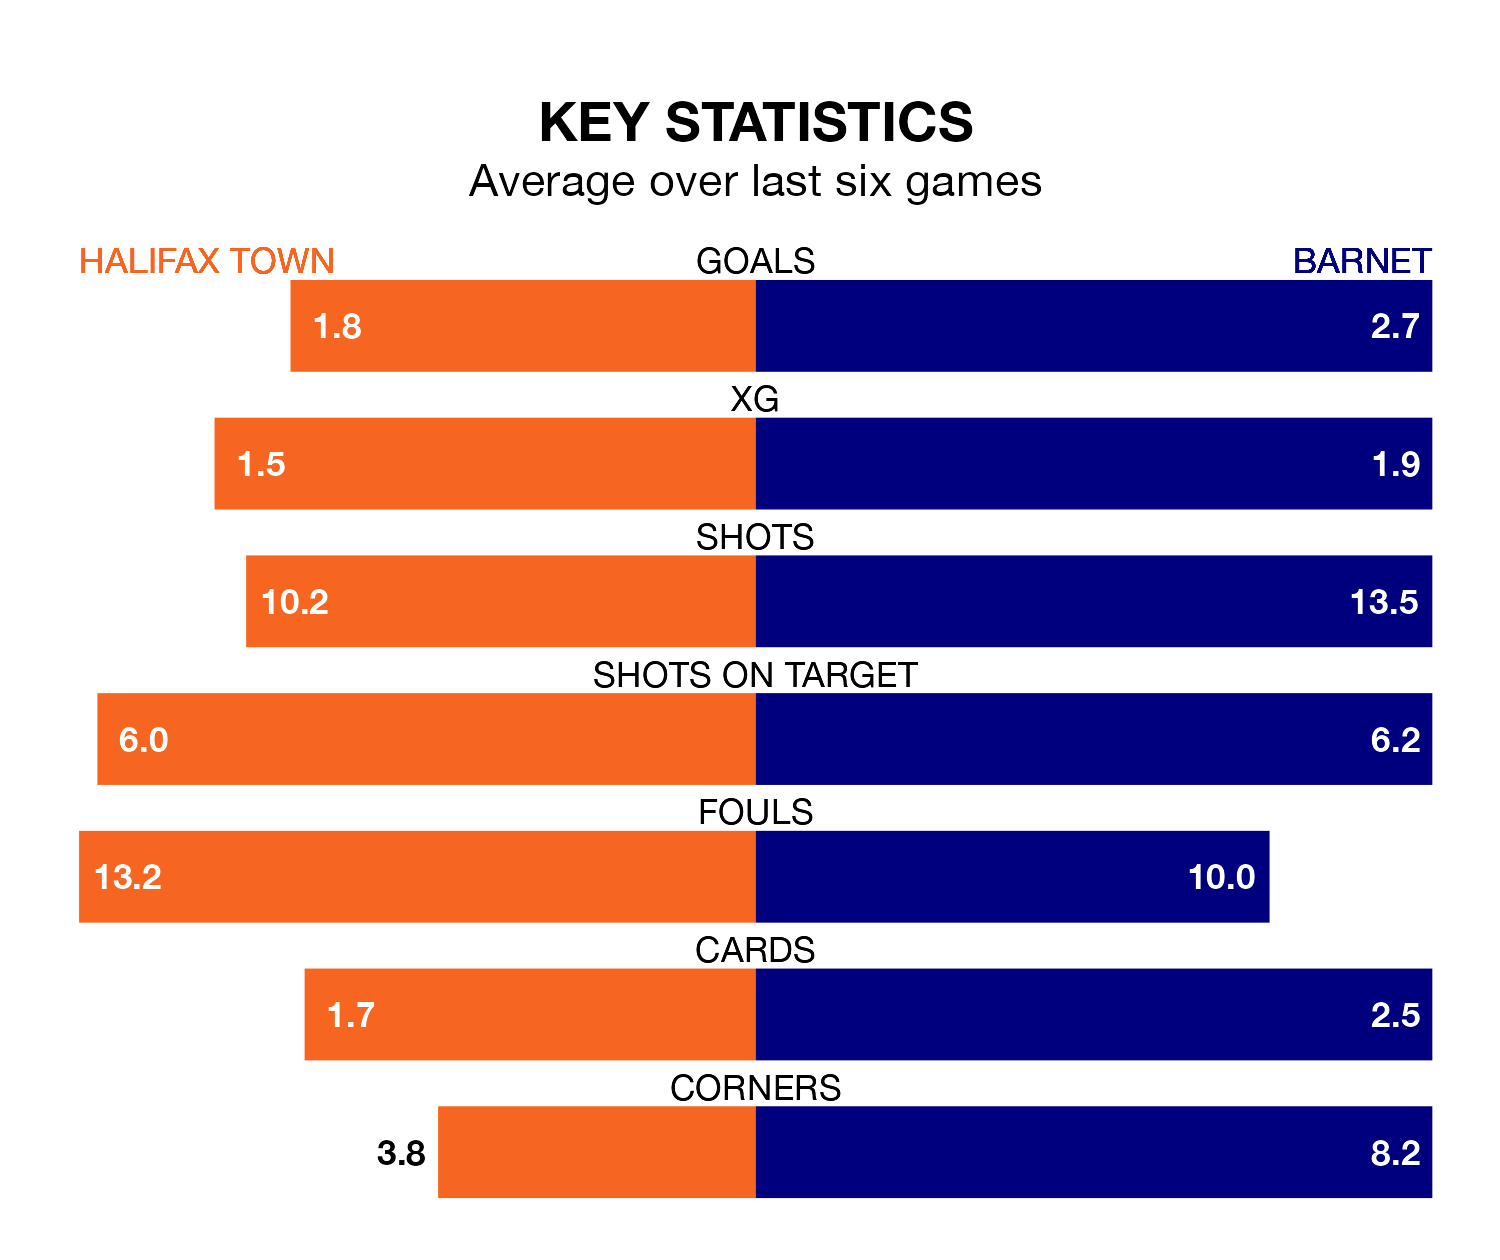 KEY STATISTICS
Average over last six games
HALIFAX TOWN GOALS BARNET
1.8 2.7
XG
1.5 1.9
SHOTS
10.2 13.5
SHOTS ON TARGET
6.0 6.2
FOULS
13.2 10.0
CARDS
1.7 2.5
CORNERS
3.8 8.2